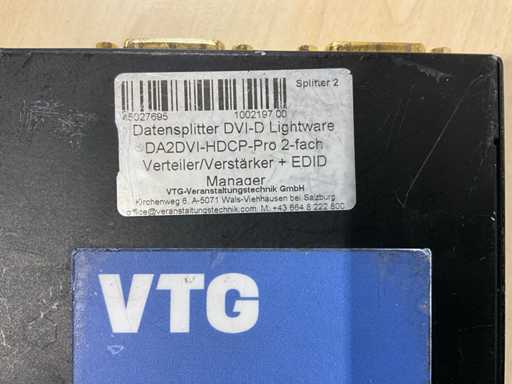 Splitter 2
45027695 1002197.00
Datensplitter DVI-D Lightware
DA2DVI-HDCP-Pro 2-fach
Verteiler/Verstärker + EDID
Manager
VTG-Veranstaltungstechnik GmbH
Kirchenweg 6, A-5071 Wals-Viehhausen bei Salzburg
office@veranstaltungstechnik.com, M: +43 664 8 222 800
VTG